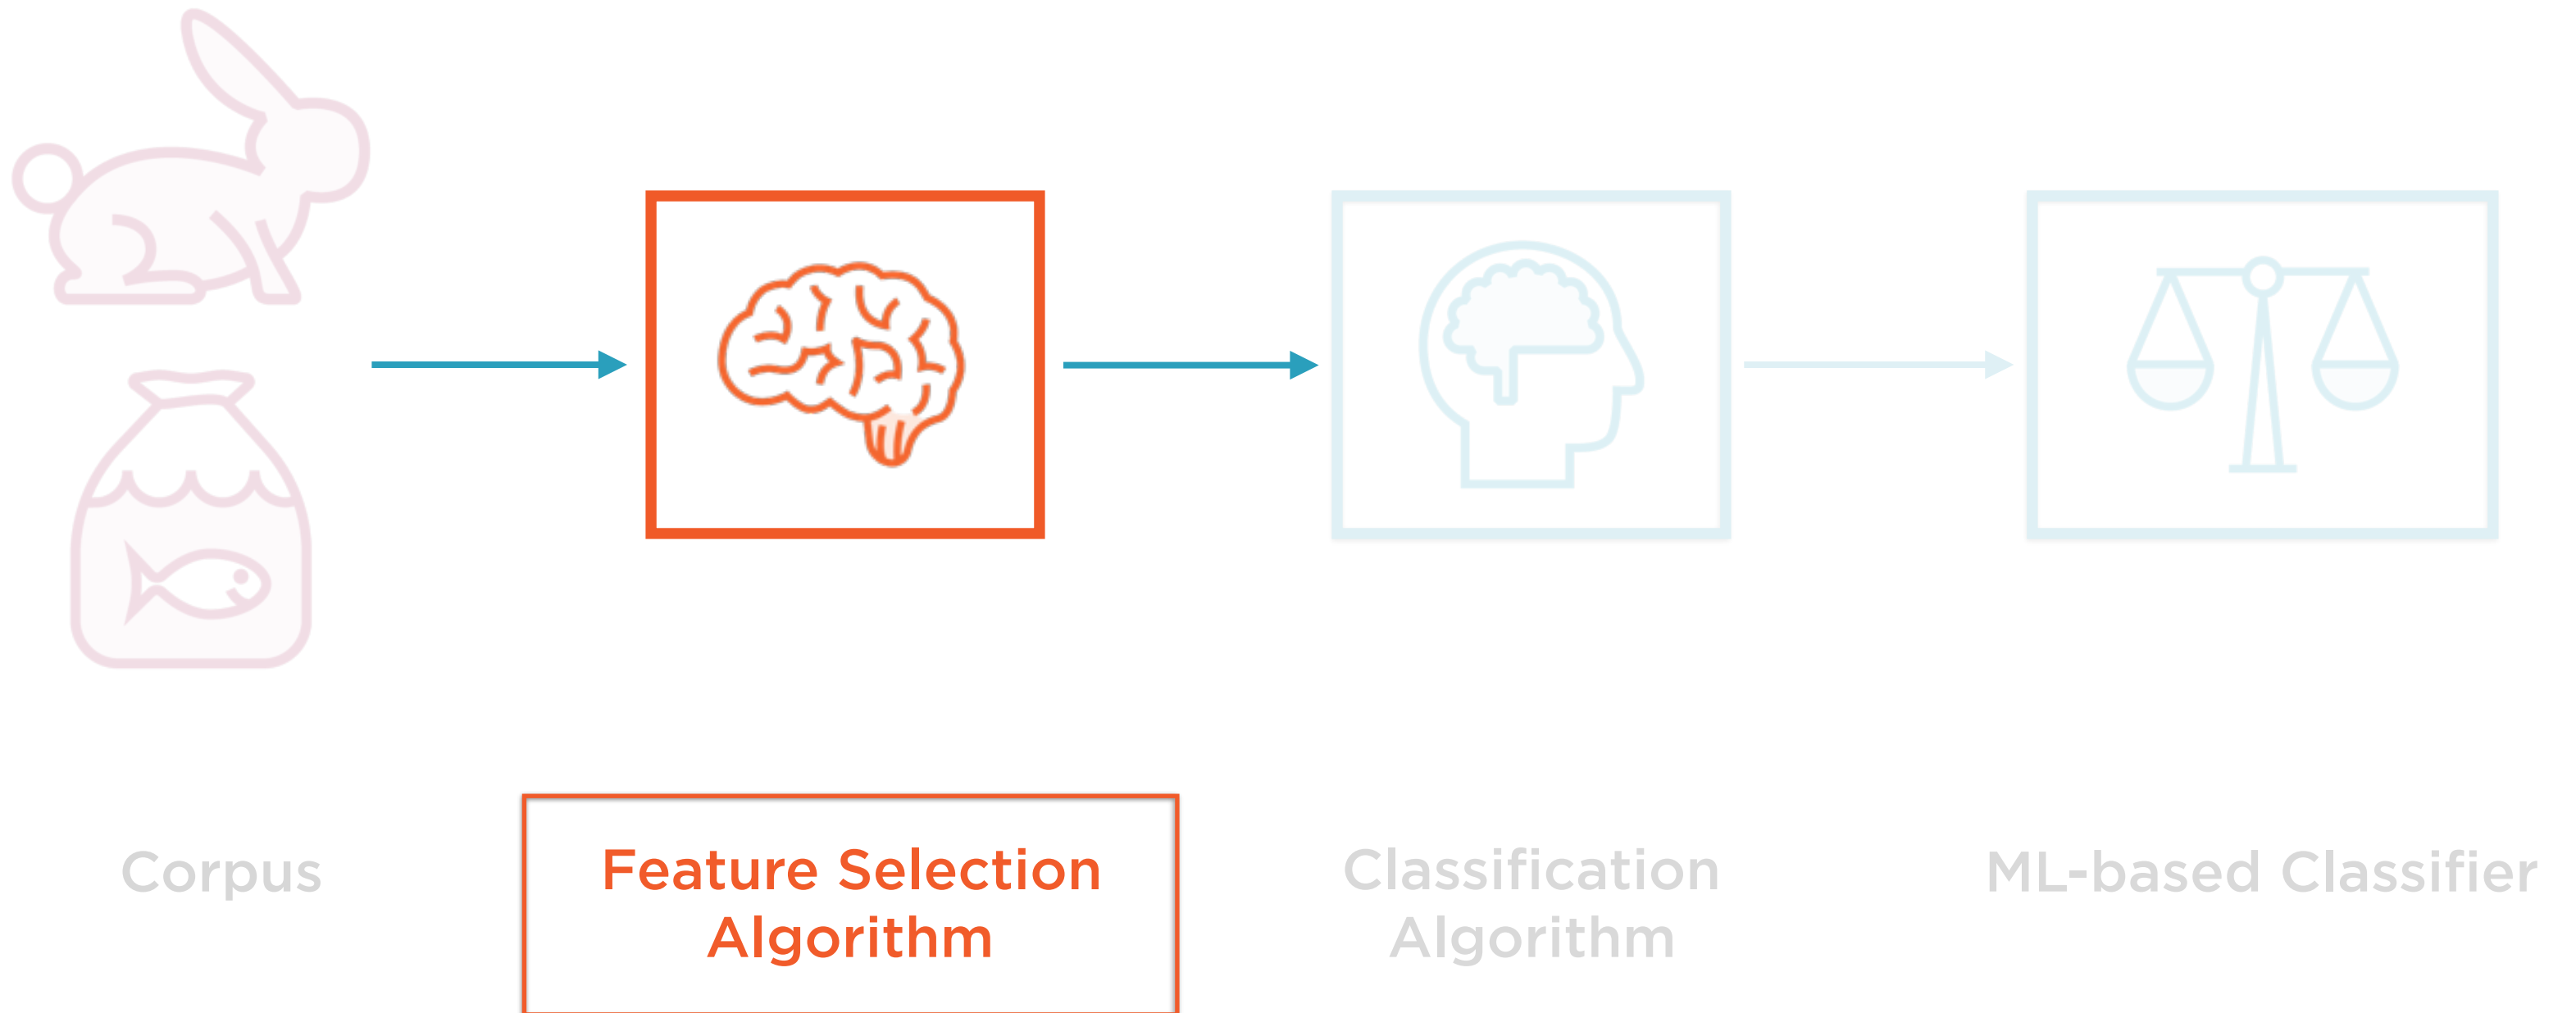 Corpus
Feature Selection
Algorithm
Classification
Algorithm
ML-based Classifier